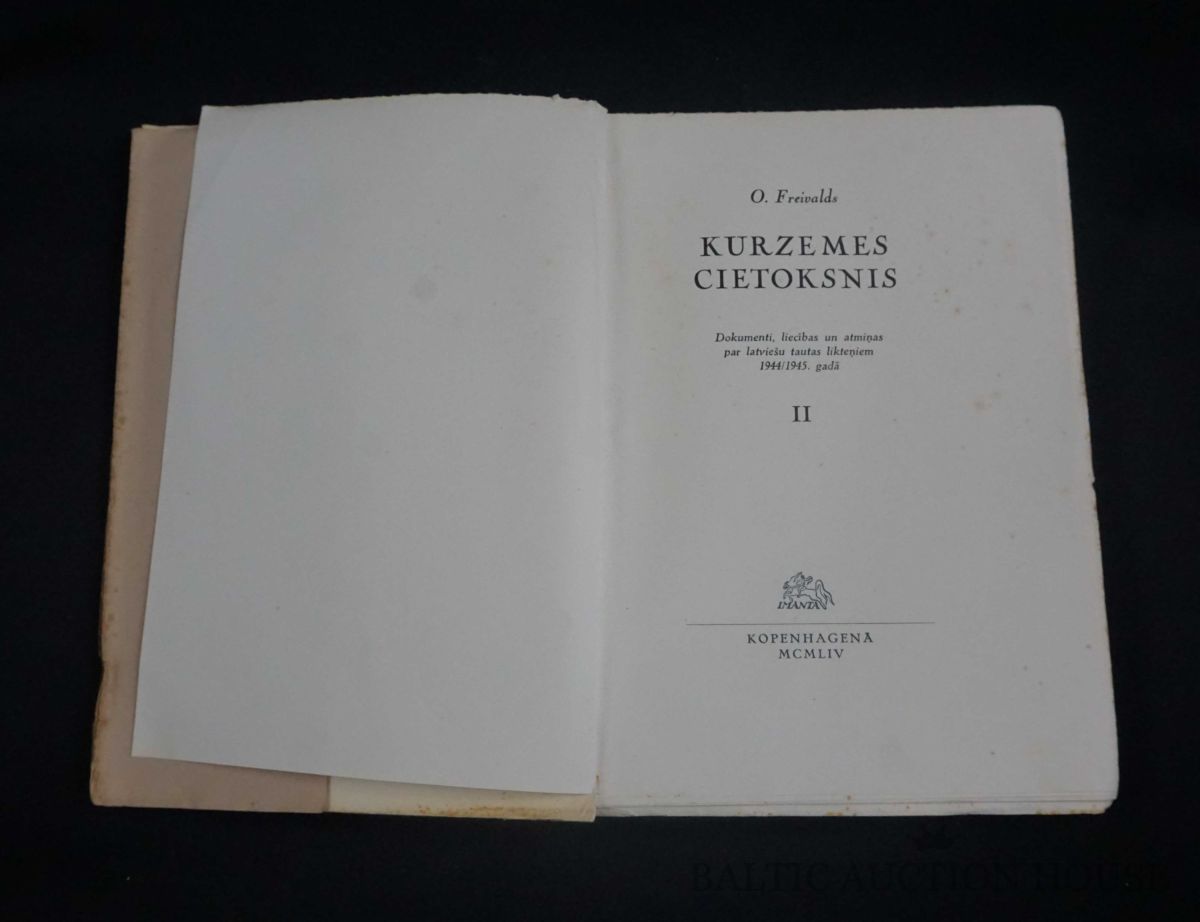 O. Freivalds
KURZEMES
CIETOKSNIS
Dokumenti, liecības un atmiņas
par latviešu tautas likteņiem
1944/1945. gadā
II
IMANTA
KOPENHAGENĀ
MCMLIV
BALTIC AUCTION HOUSE